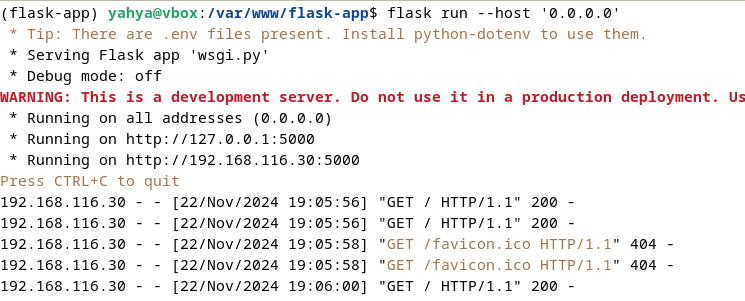 (flask-app) yahya@vbox:/var/www/flask-app$ flask run --host '0.0.0.0'
 * Tip: There are .env files present. Install python-dotenv to use them.
 * Serving Flask app 'wsgi.py'
 * Debug mode: off
WARNING: This is a development server. Do not use it in a production deployment. Us
 * Running on all addresses (0.0.0.0)
 * Running on http://127.0.0.1:5000
 * Running on http://192.168.116.30:5000
Press CTRL+C to quit
192.168.116.30 - - [22/Nov/2024 19:05:56] "GET / HTTP/1.1" 200 -
192.168.116.30 - - [22/Nov/2024 19:05:56] "GET / HTTP/1.1" 200 -
192.168.116.30 - - [22/Nov/2024 19:05:58] "GET /favicon.ico HTTP/1.1" 404 -
192.168.116.30 - - [22/Nov/2024 19:05:58] "GET /favicon.ico HTTP/1.1" 404 -
192.168.116.30 - - [22/Nov/2024 19:06:00] "GET / HTTP/1.1" 200 -